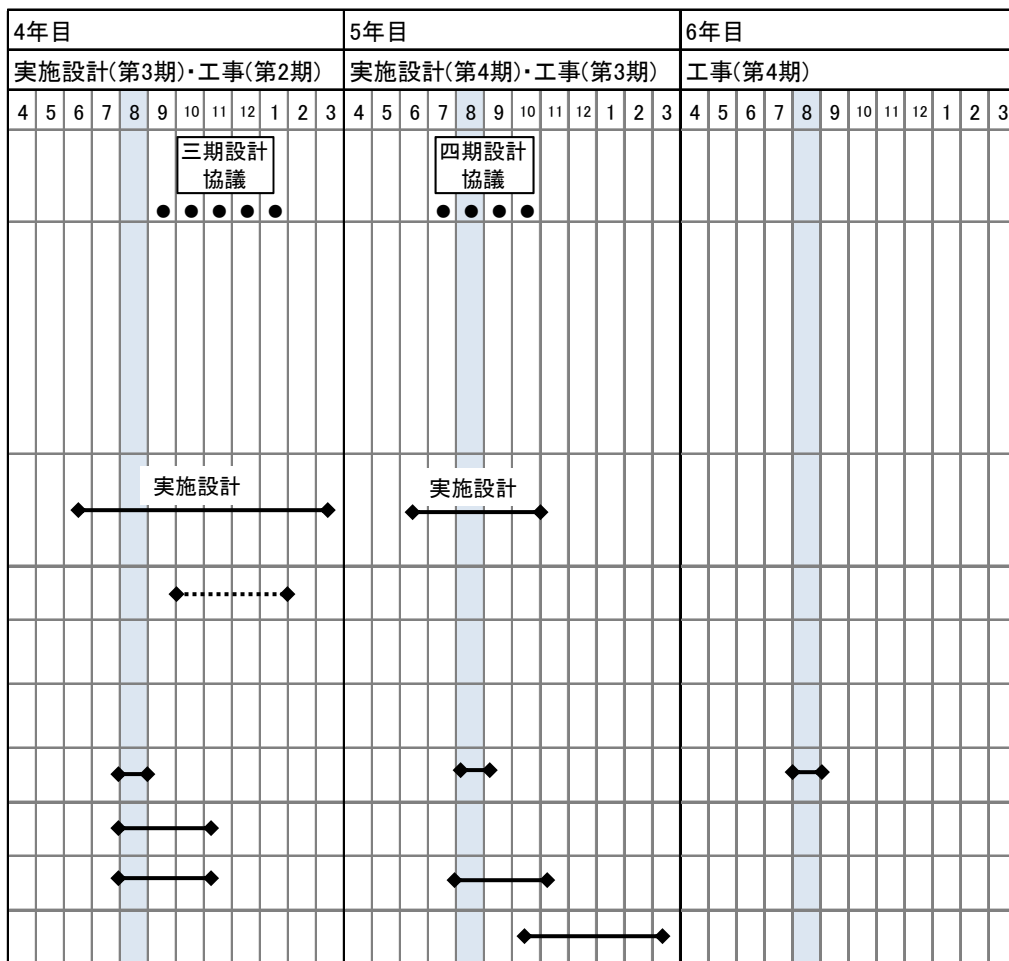 4年目 5年目 6年目
実施設計(第3期)・工事(第2期) 実施設計(第4期)・工事(第3期) 工事(第4期)
4 5 6 7 8 9 10 11 12 1 2 3 4 5 6 7 8 9 10 11 12 1 2 3 4 5 6 7 8 9 10 11 12 1 2 3
三期設計 四期設計
協議 協議
実施設計 実施設計